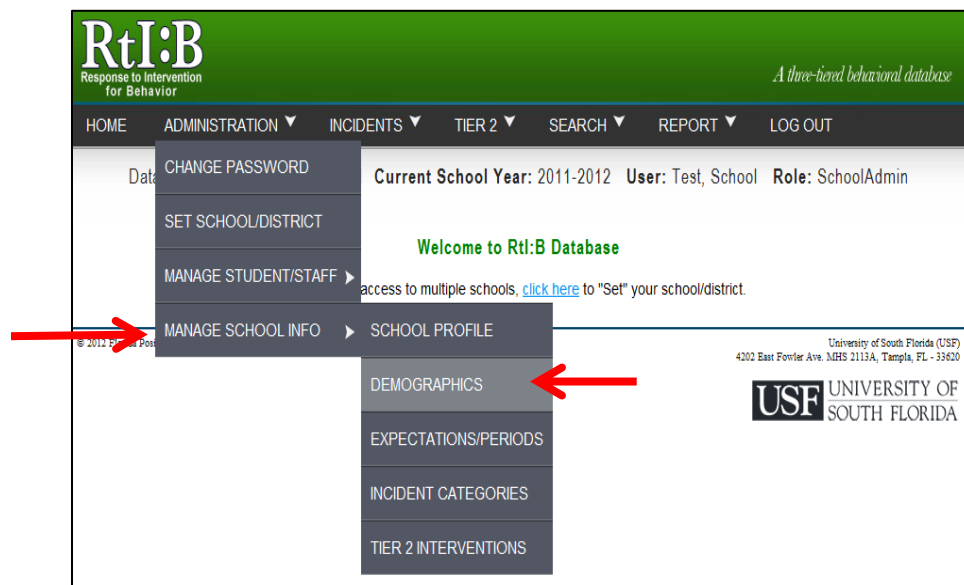 RtI:B
Response to Intervention
for Behavior
A three-tiered behavioral database
HOME ADMINISTRATION INCIDENTS TIER 2 SEARCH REPORT LOG OUT
CHANGE PASSWORD
Current School Year: 2011-2012 User: Test, School Role: SchoolAdmin
SET SCHOOL/DISTRICT
Welcome to RtI:B Database
MANAGE STUDENT/STAFF
access to multiple schools, click here to "Set" your school/district.
MANAGE SCHOOL INFO
SCHOOL PROFILE
© 2012
University of South Florida (USF)
4202 East Fowler Ave. MHS 2113A, Tampla, FL - 33620
DEMOGRAPHICS
USF UNIVERSITY OF
SOUTH FLORIDA
EXPECTATIONS/PERIODS
INCIDENT CATEGORIES
TIER 2 INTERVENTIONS